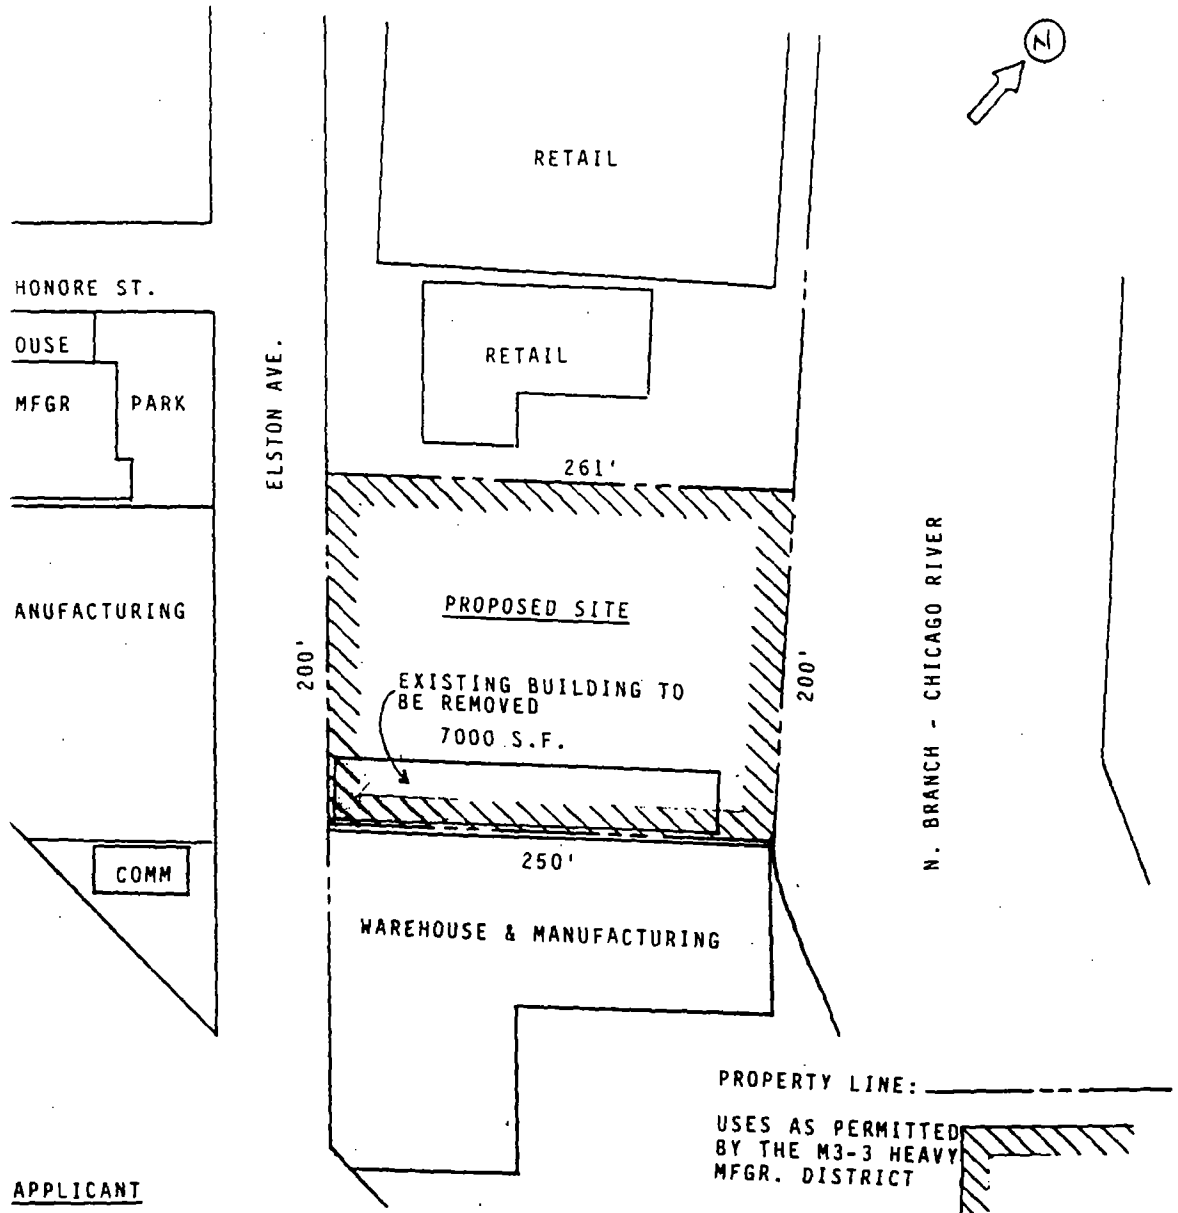 N
RETAIL
HONORE ST.
OUSE
RETAIL
MFGR
PARK
ELSTON AVE.
261'
ANUFACTURING
PROPOSED SITE
200'
200'
N. BRANCH - CHICAGO RIVER
EXISTING BUILDING TO
BE REMOVED
7000 S.F.
250'
COMM
WAREHOUSE & MANUFACTURING
PROPERTY LINE:
USES AS PERMITTED
BY THE M3-3 HEAVY
MFGR. DISTRICT
APPLICANT